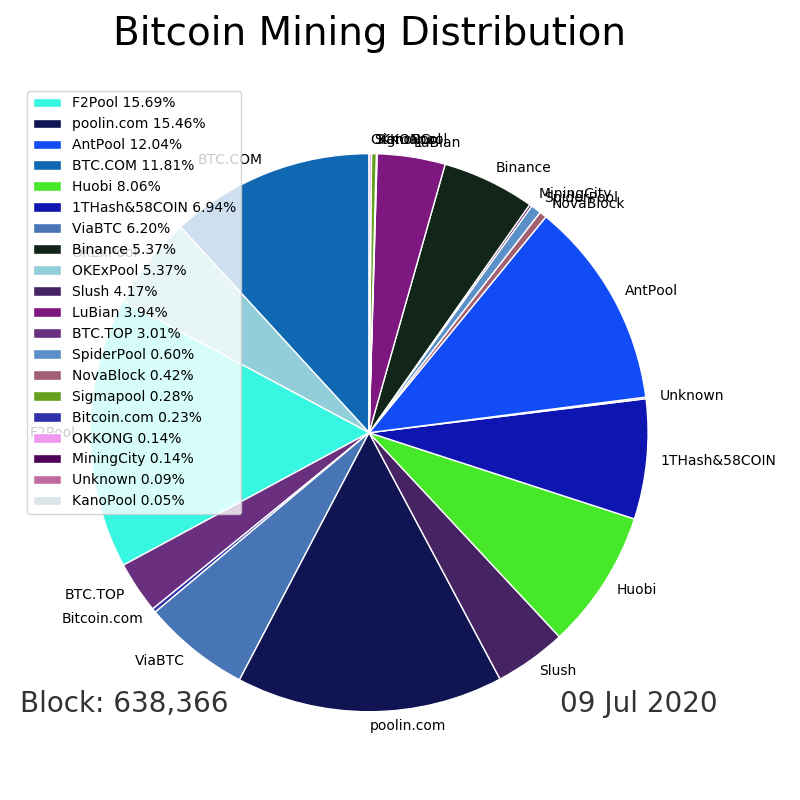 Bitcoin Mining Distribution
F2Pool 15.69%
poolin.com 15.46%
AntPool 12.04%
BTC.COM 11.81%
Huobi 8.06%
1THash&58COIN 6.94%
ViaBTC 6.20%
Binance 5.37%
OKExPool 5.37%
Slush 4.17%
LuBian 3.94%
BTC.TOP 3.01%
SpiderPool 0.60%
NovaBlock 0.42%
Sigmapool 0.28%
Bitcoin.com 0.23%
OKKONG 0.14%
MiningCity 0.14%
Unknown 0.09%
KanoPool 0.05%
LuBian
Binance
MiningCity
SpiderPool
NovaBlock
AntPool
Unknown
1THash&58COIN
Huobi
Slush
poolin.com
ViaBTC
Bitcoin.com
BTC.TOP
F2Pool
OKExPool
BTC.COM
Block: 638,366
09 Jul 2020